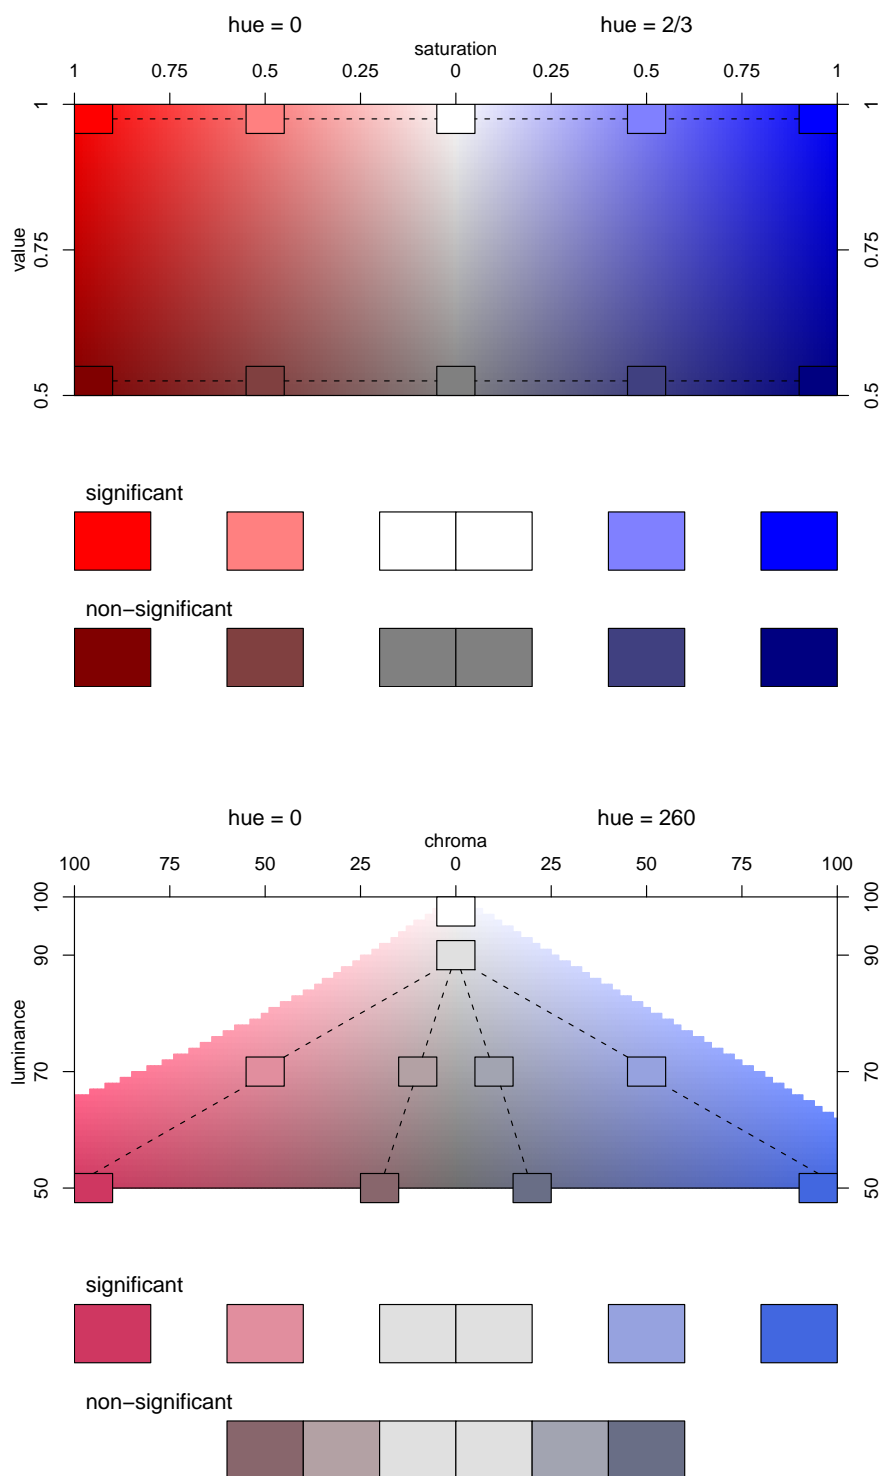 hue = 0 hue = 2/3
saturation
1 0.75 0.5 0.25 0 0.25 0.5 0.75 1
1 1
value
0.75 0.75
0.5 0.5
significant
non−significant
hue = 0 hue = 260
chroma
100 75 50 25 0 25 50 75 100
100 100
90 90
luminance
70 70
50 50
significant
non−significant